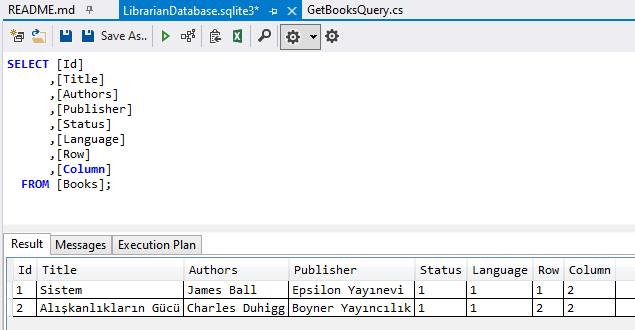 README.md LibrarianDatabase.sqlite3* GetBooksQuery.cs
Save As..
SELECT [Id]
,[Title]
,[Authors]
,[Publisher]
,[Status]
,[Language]
,[Row]
,[Column]
FROM [Books];
Result Messages Execution Plan
Id Title Authors Publisher Status Language Row Column
1 Sistem James Ball Epsilon Yayınevi 1 1 1 2
2 Alışkanlıkların Gücü Charles Duhigg Boyner Yayıncılık 1 1 2 2